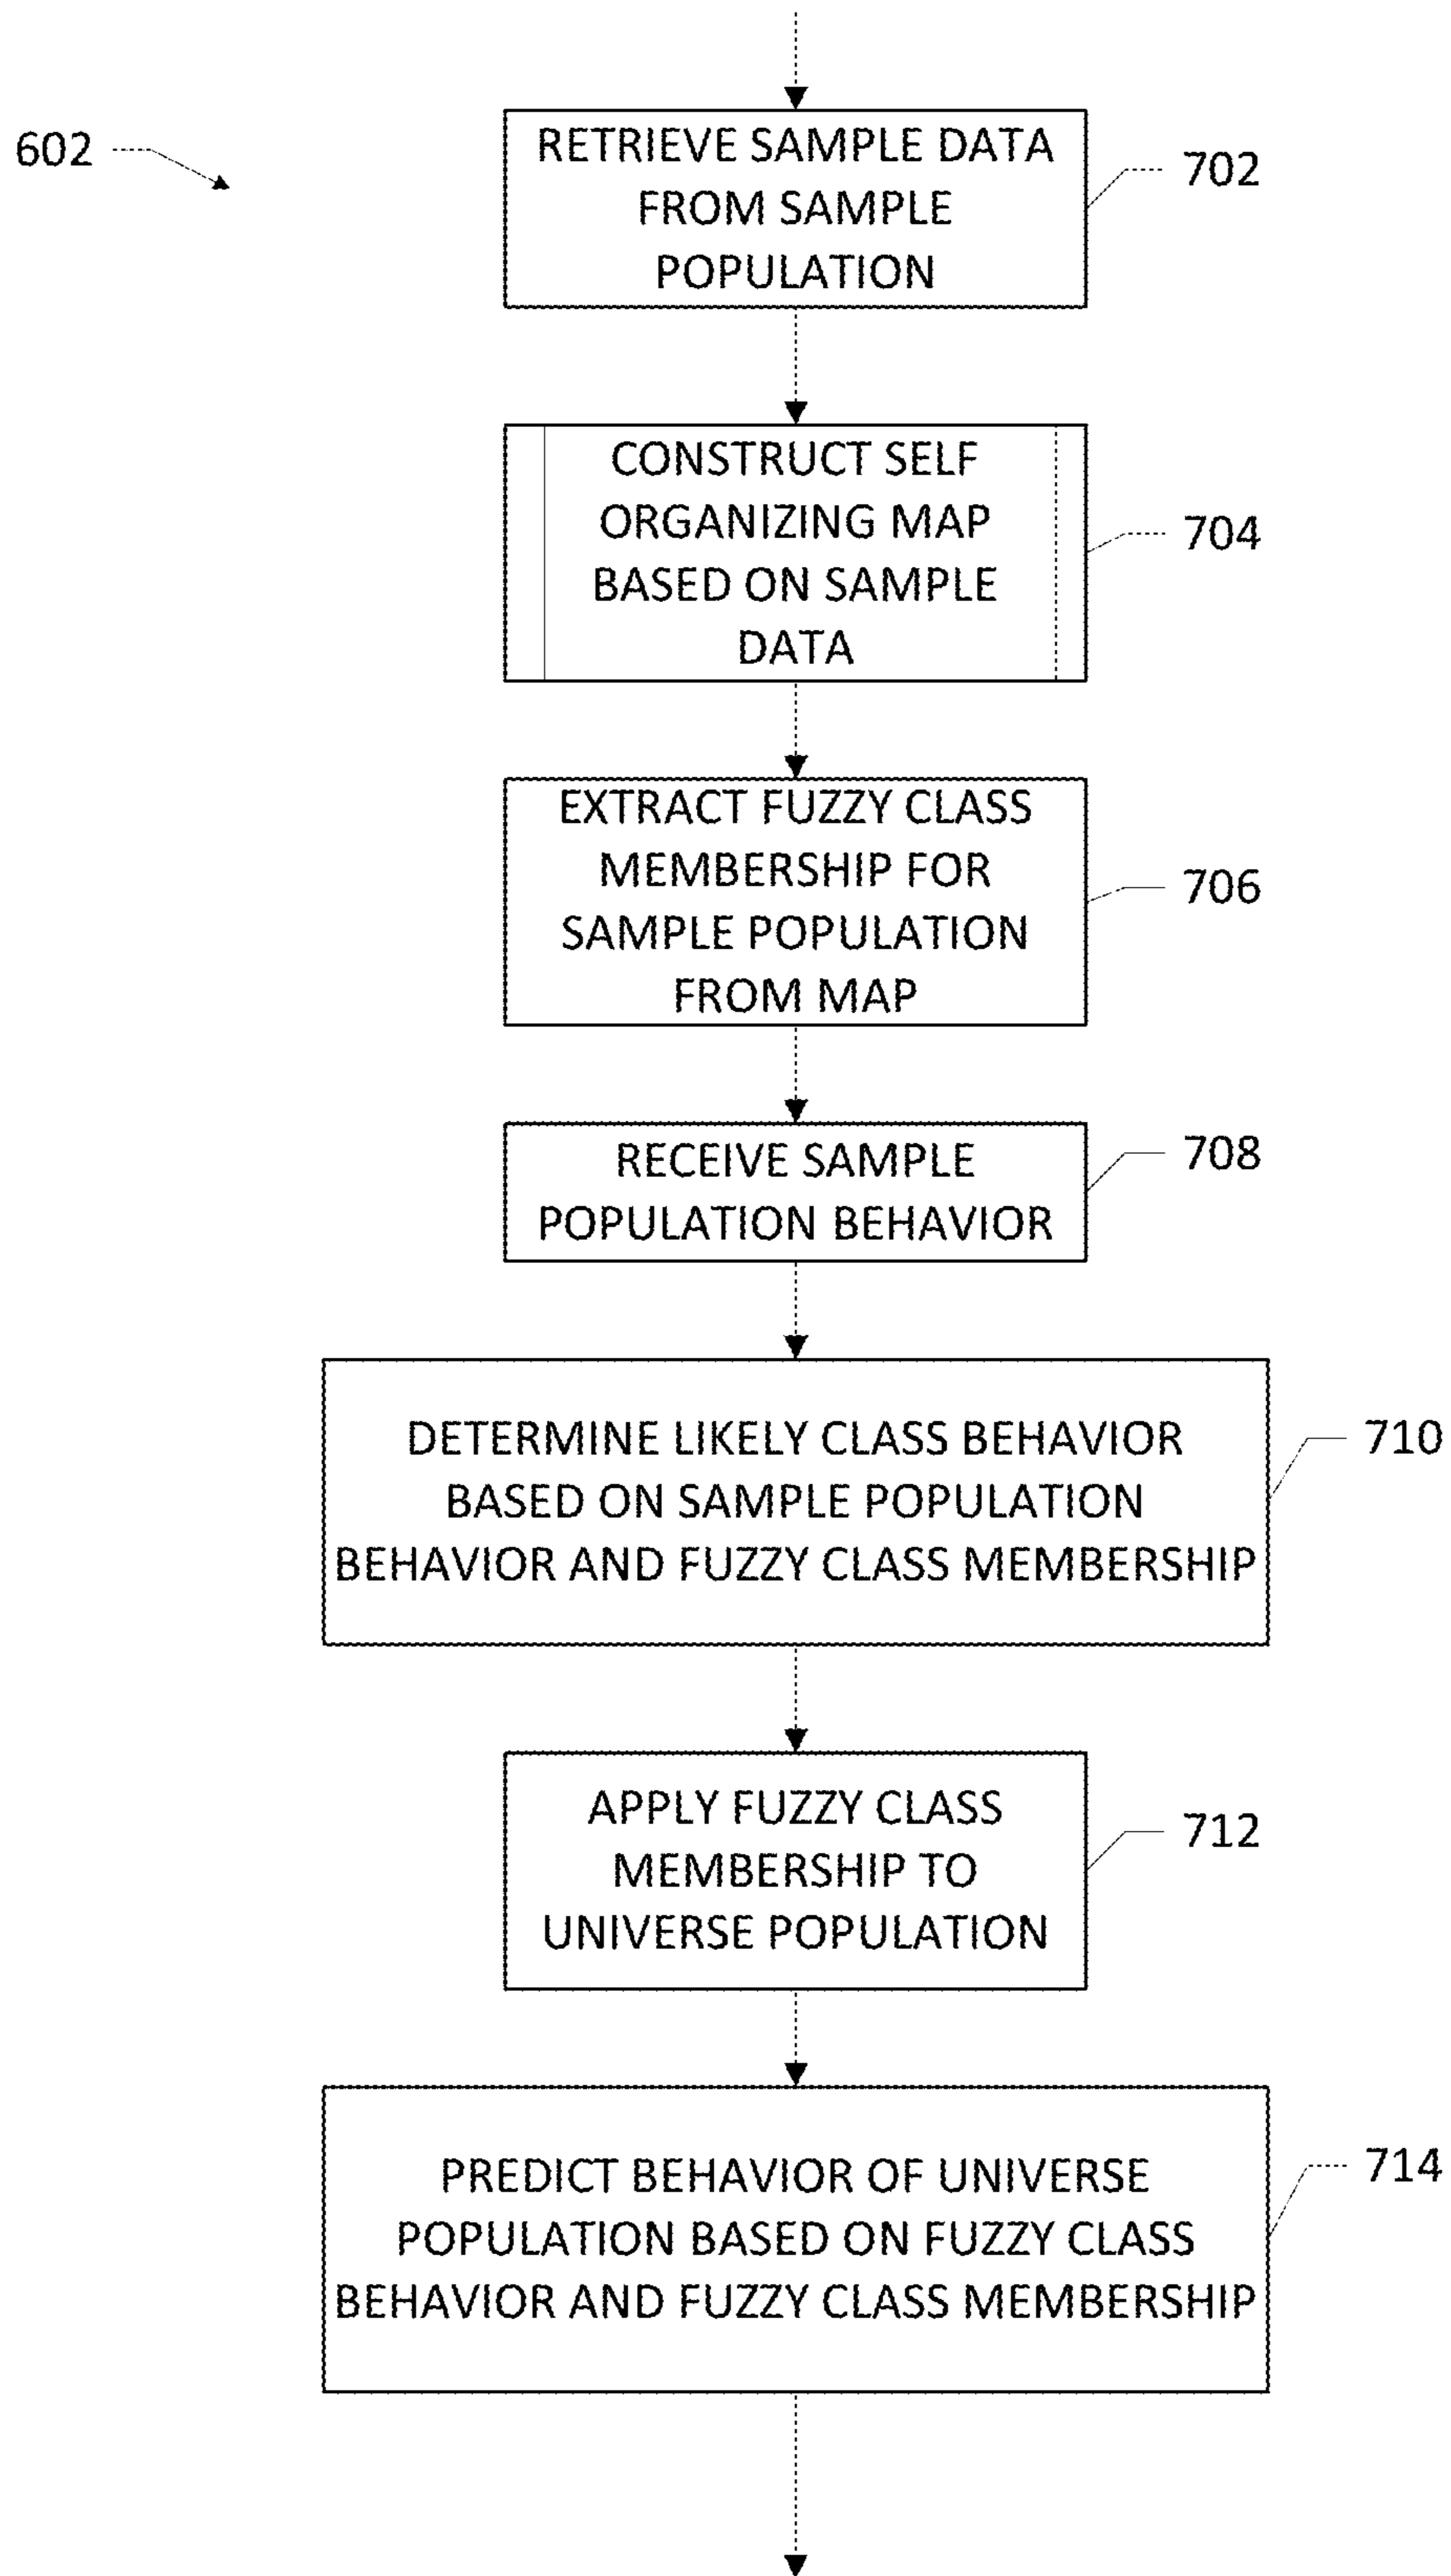 602
RETRIEVE SAMPLE DATA
FROM SAMPLE
POPULATION
702
CONSTRUCT SELF
ORGANIZING MAP
BASED ON SAMPLE
DATA
704
EXTRACT FUZZY CLASS
MEMBERSHIP FOR
SAMPLE POPULATION
FROM MAP
706
RECEIVE SAMPLE
POPULATION BEHAVIOR
708
DETERMINE LIKELY CLASS BEHAVIOR
BASED ON SAMPLE POPULATION
BEHAVIOR AND FUZZY CLASS MEMBERSHIP
710
APPLY FUZZY CLASS
MEMBERSHIP TO
UNIVERSE POPULATION
712
PREDICT BEHAVIOR OF UNIVERSE
POPULATION BASED ON FUZZY CLASS
BEHAVIOR AND FUZZY CLASS MEMBERSHIP
714